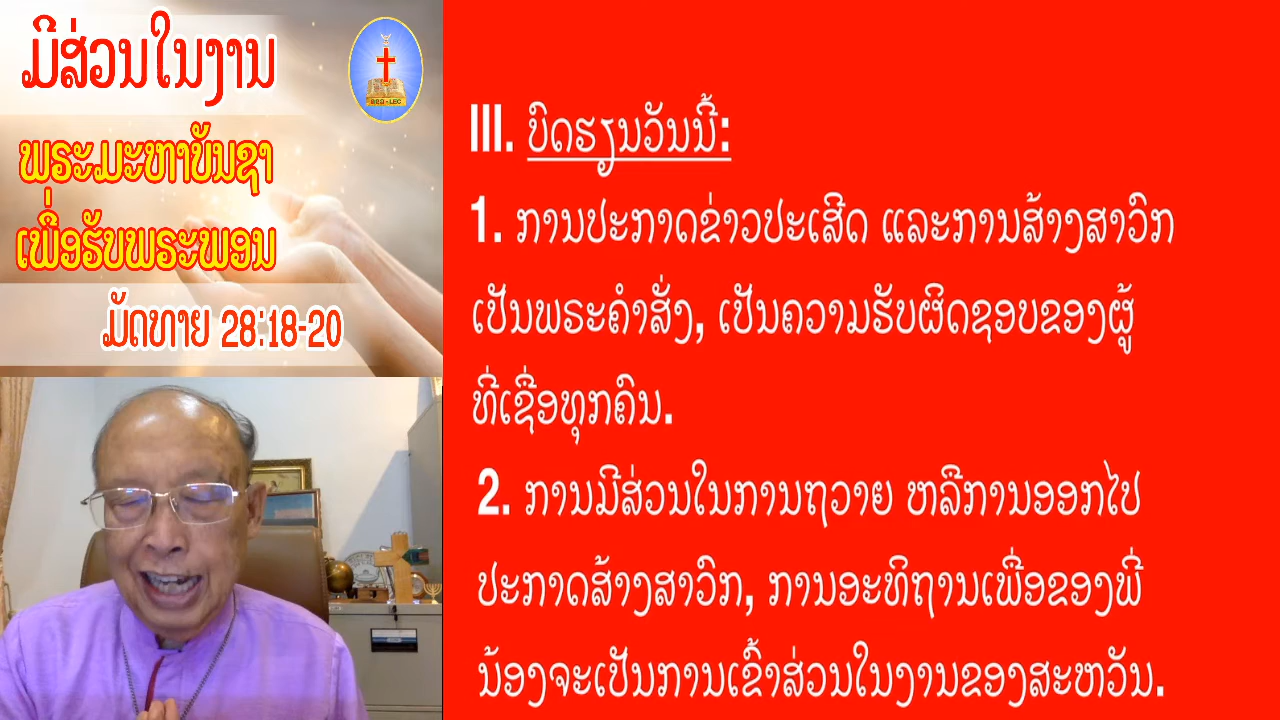 ມີສ່ວນໃນງານ
ພຣະມະຫາບັນຊາ
ເພື່ອຮັບພຣະພອນ
ມັດທາຍ 28:18-20
III. ບົດຮຽນວັນນີ້:
1. ການປະກາດຂ່າວປະເສີດ ແລະການສ້າງສາວົກ
ເປັນພຣະຄຳສັ່ງ, ເປັນຄວາມຮັບຜິດຊອບຂອງຜູ້
ທີ່ເຊື່ອທຸກຄົນ.
2. ການມີສ່ວນໃນການຖວາຍ ຫລືການອອກໄປ
ປະກາດສ້າງສາວົກ, ການອະທິຖານເພື່ອຂອງພີ່
ນ້ອງຈະເປັນການເຂົ້າສ່ວນໃນງານຂອງສະຫວັນ.